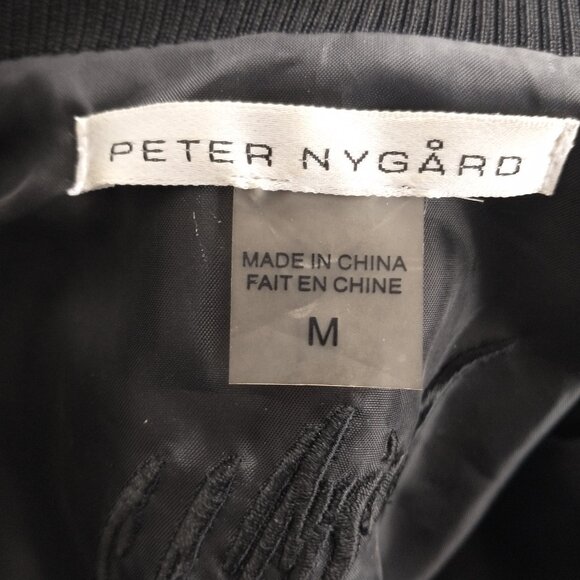 PETER NYGÅRD
MADE IN CHINA
FAIT EN CHINE
M